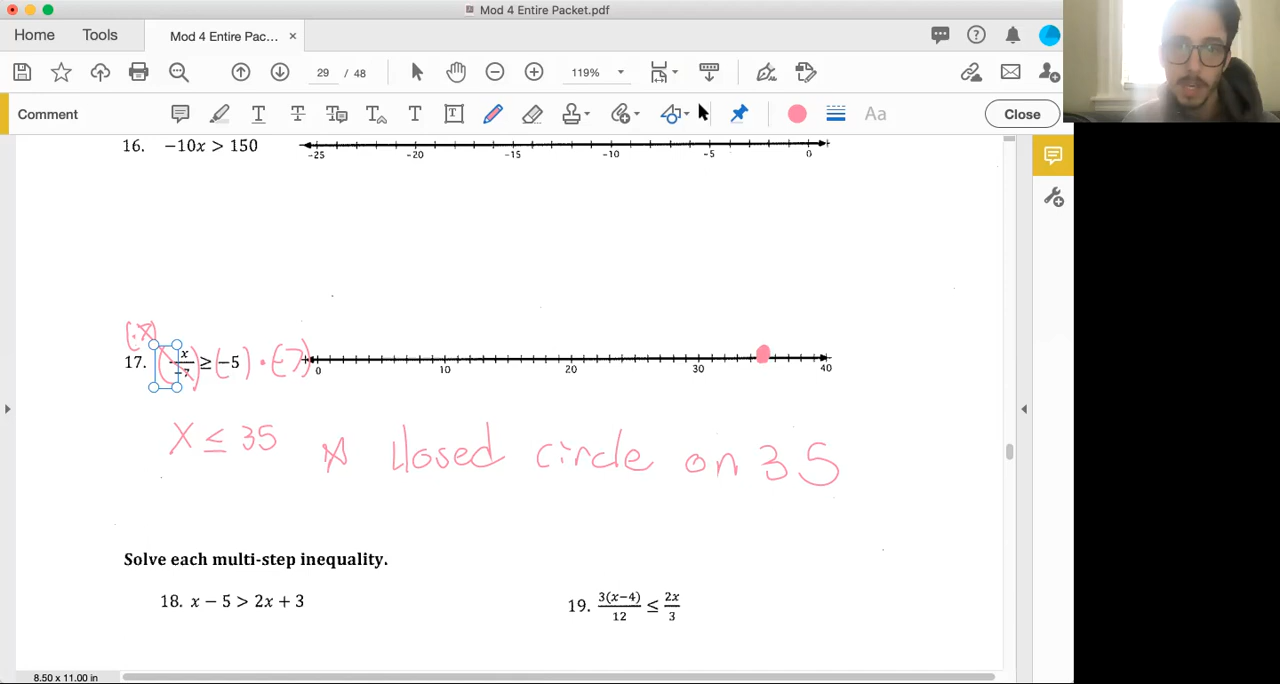 Mod 4 Entire Packet.pdf
Home Tools Mod 4 Entire Pac... ×
29 / 48 119%
Comment Aa Close
16. −10x > 150
-25 -20 -15 -10 -5 0
(-7)
17. (x/−7) ≥ (−5) · (-7)
0 10 20 30 40
X ≤ 35 * closed circle on 35
Solve each multi-step inequality.
18. x − 5 > 2x + 3 19. 3(x−4)/12 ≤ 2x/3
8.50 x 11.00 in